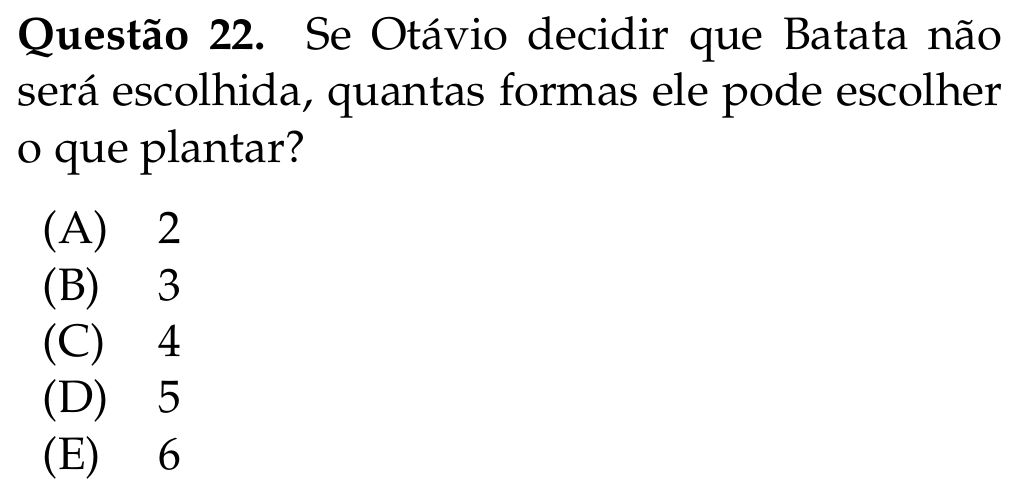 Questão 22. Se Otávio decidir que Batata não
será escolhida, quantas formas ele pode escolher
o que plantar?
(A) 2
(B) 3
(C) 4
(D) 5
(E) 6